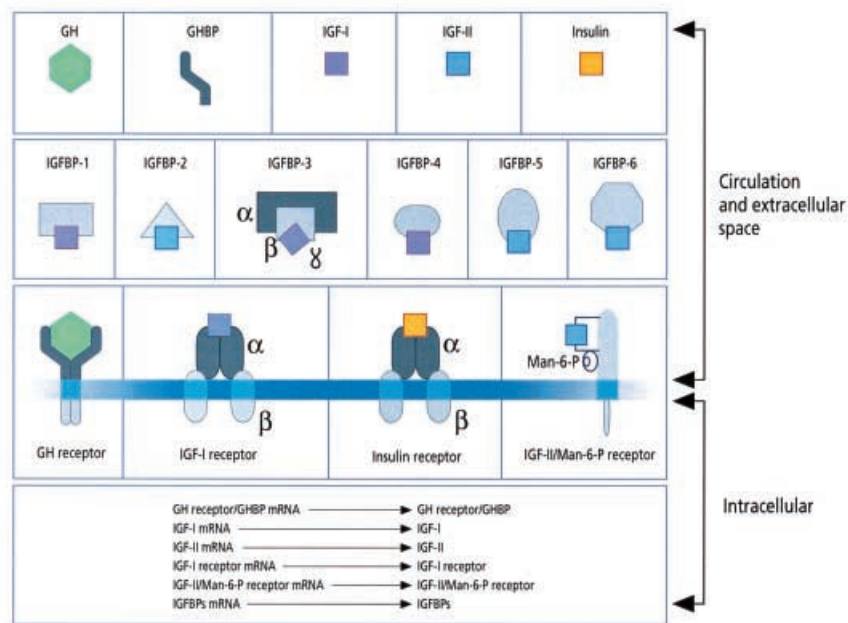 GH
GHBP
IGF-I
IGF-II
Insulin
IGFBP-1
IGFBP-2
IGFBP-3
IGFBP-4
IGFBP-5
IGFBP-6
α
β
ɣ
Circulation
and extracellular
space
α
α
Man-6-P
β
β
GH receptor
IGF-I receptor
Insulin receptor
IGF-II/Man-6-P receptor
Intracellular
GH receptor/GHBP mRNA GH receptor/GHBP
IGF-I mRNA IGF-I
IGF-II mRNA IGF-II
IGF-I receptor mRNA IGF-I receptor
IGF-II/Man-6-P receptor mRNA IGF-II/Man-6-P receptor
IGFBPs mRNA IGFBPs